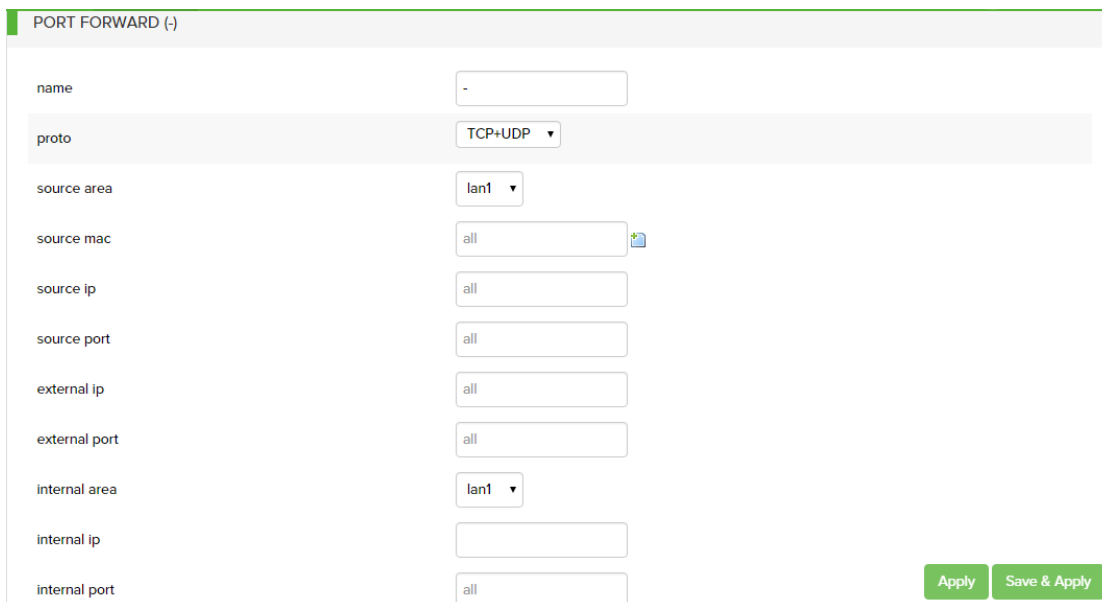 PORT FORWARD (-)
name -
proto TCP+UDP
source area lan1
source mac all
source ip all
source port all
external ip all
external port all
internal area lan1
internal ip
internal port all
Apply Save & Apply